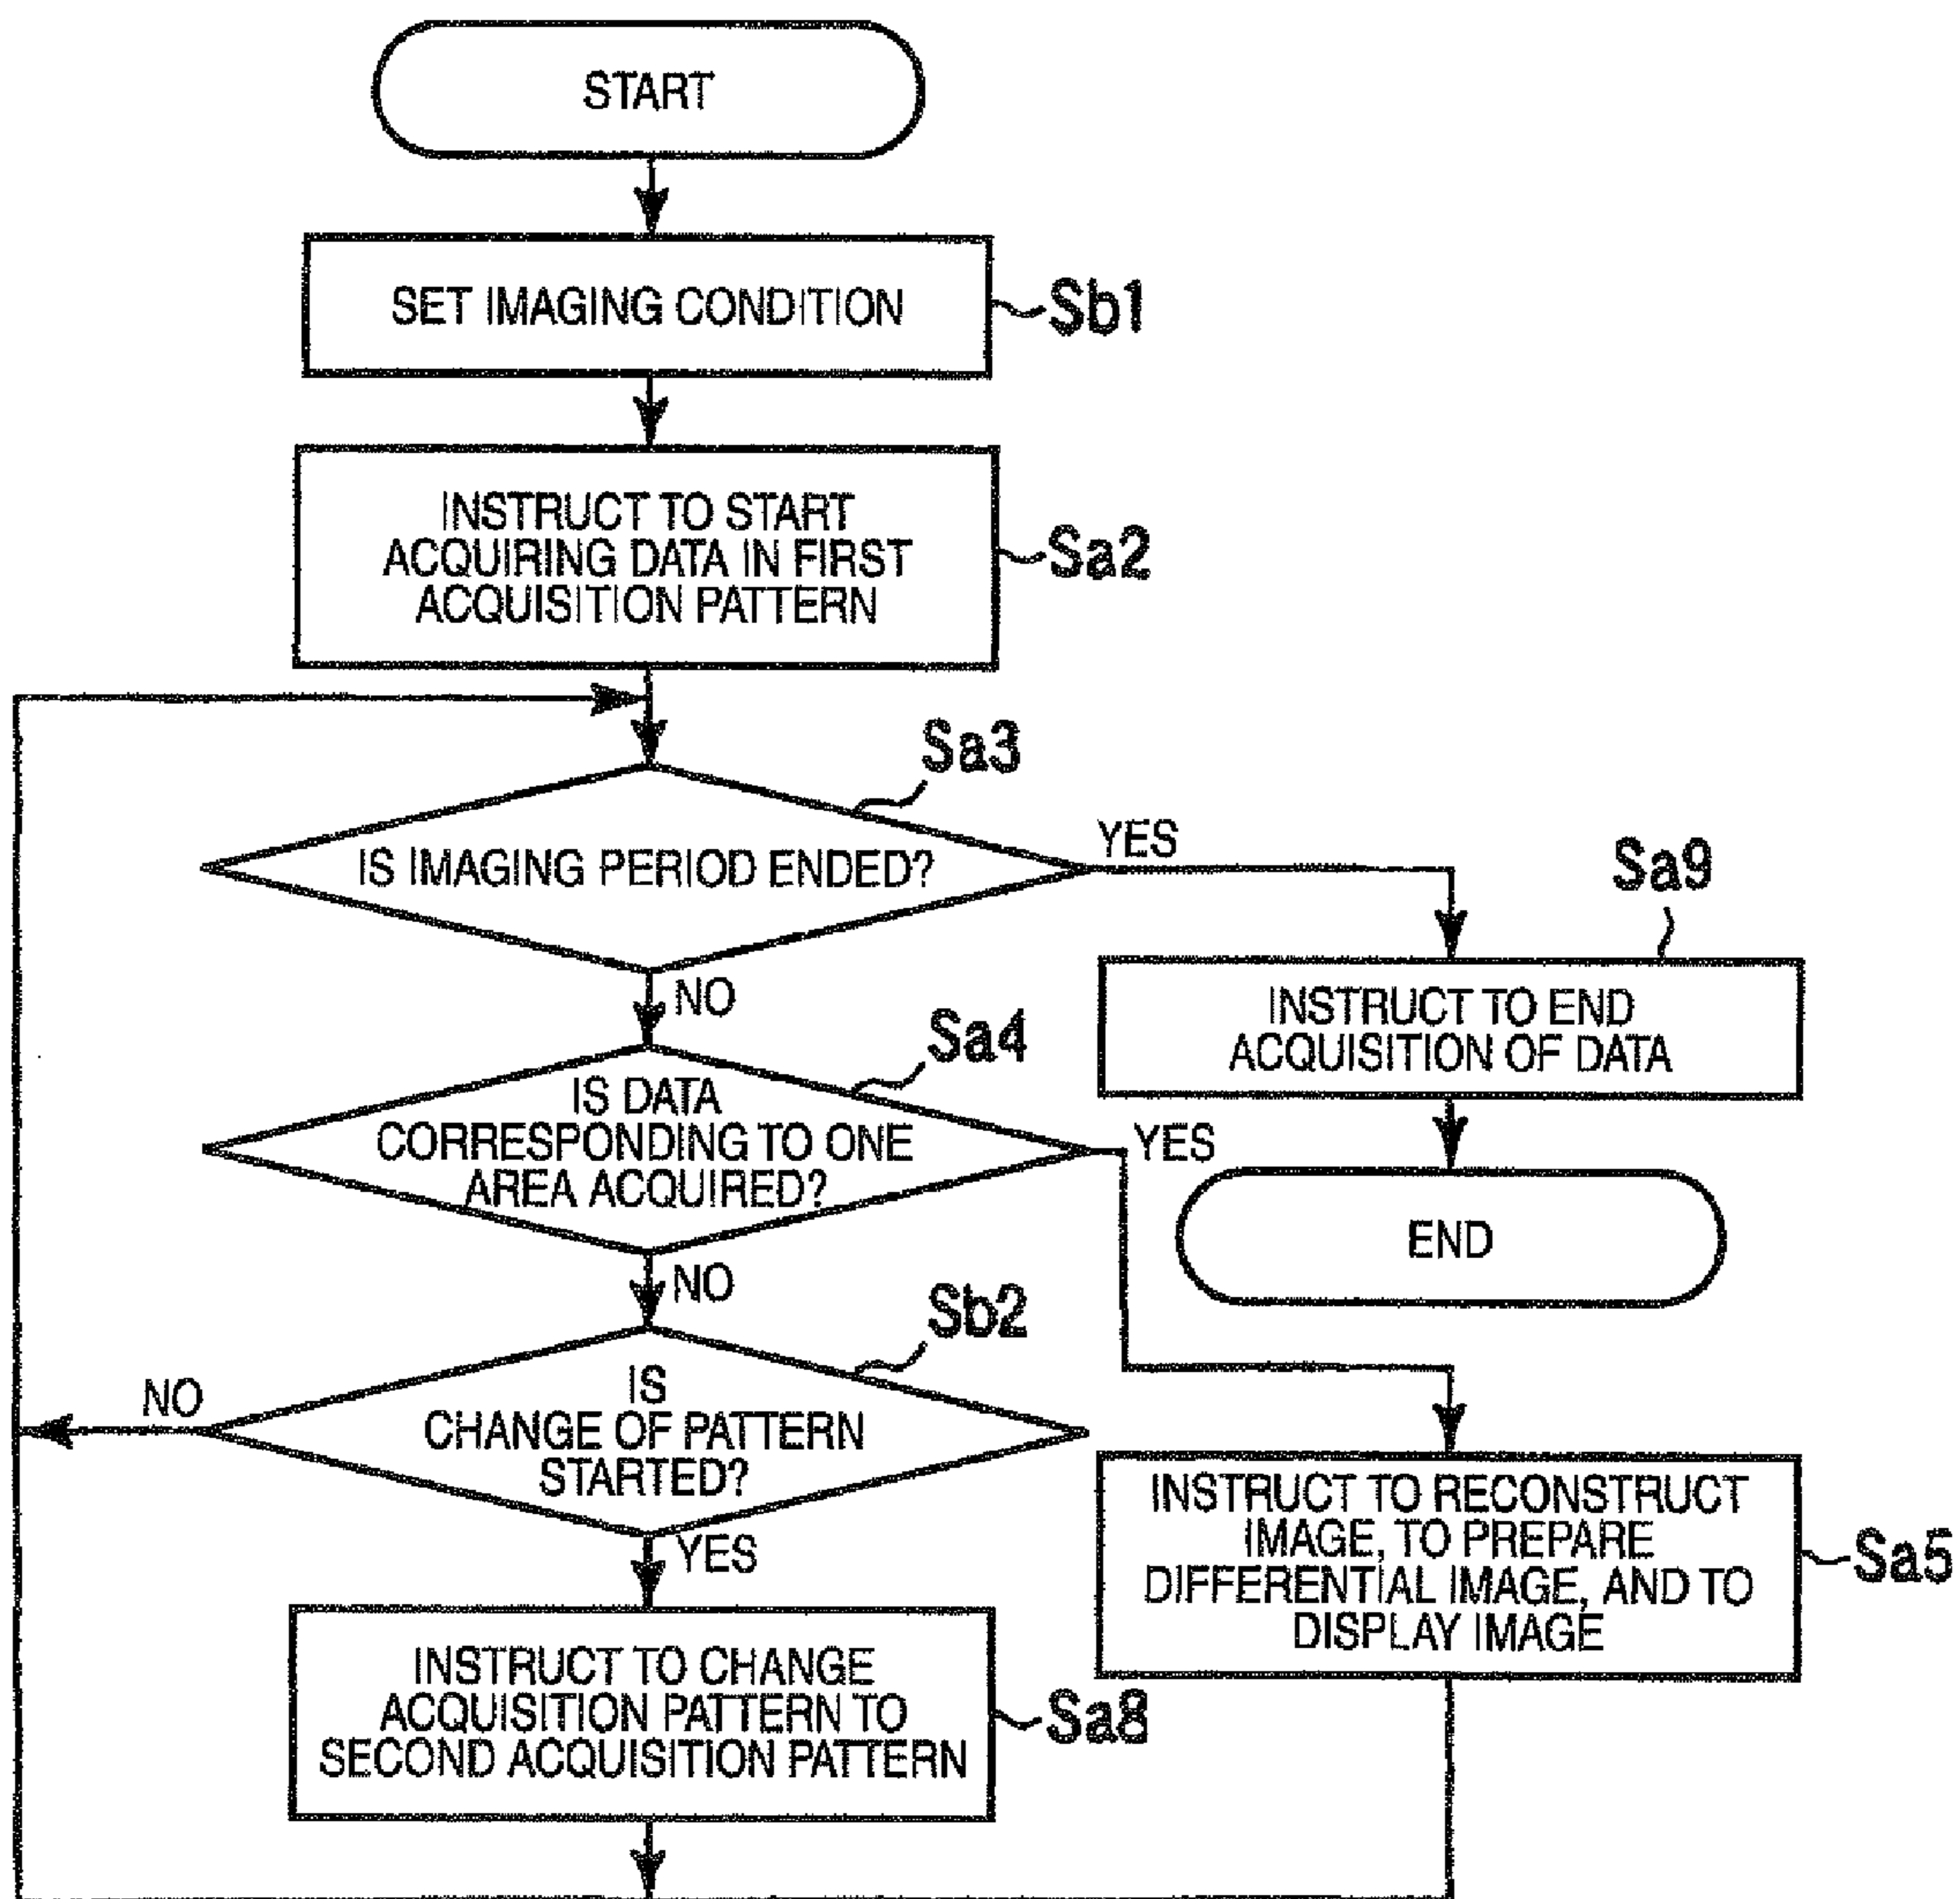 START
SET IMAGING CONDITION
Sb1
INSTRUCT TO START
ACQUIRING DATA IN FIRST
ACQUISITION PATTERN
Sa2
Sa3
IS IMAGING PERIOD ENDED?
YES
NO
Sa9
INSTRUCT TO END
ACQUISITION OF DATA
END
Sa4
IS DATA
CORRESPONDING TO ONE
AREA ACQUIRED?
YES
NO
Sb2
IS
CHANGE OF PATTERN
STARTED?
NO
YES
INSTRUCT TO RECONSTRUCT
IMAGE, TO PREPARE
DIFFERENTIAL IMAGE, AND TO
DISPLAY IMAGE
Sa5
INSTRUCT TO CHANGE
ACQUISITION PATTERN TO
SECOND ACQUISITION PATTERN
Sa8